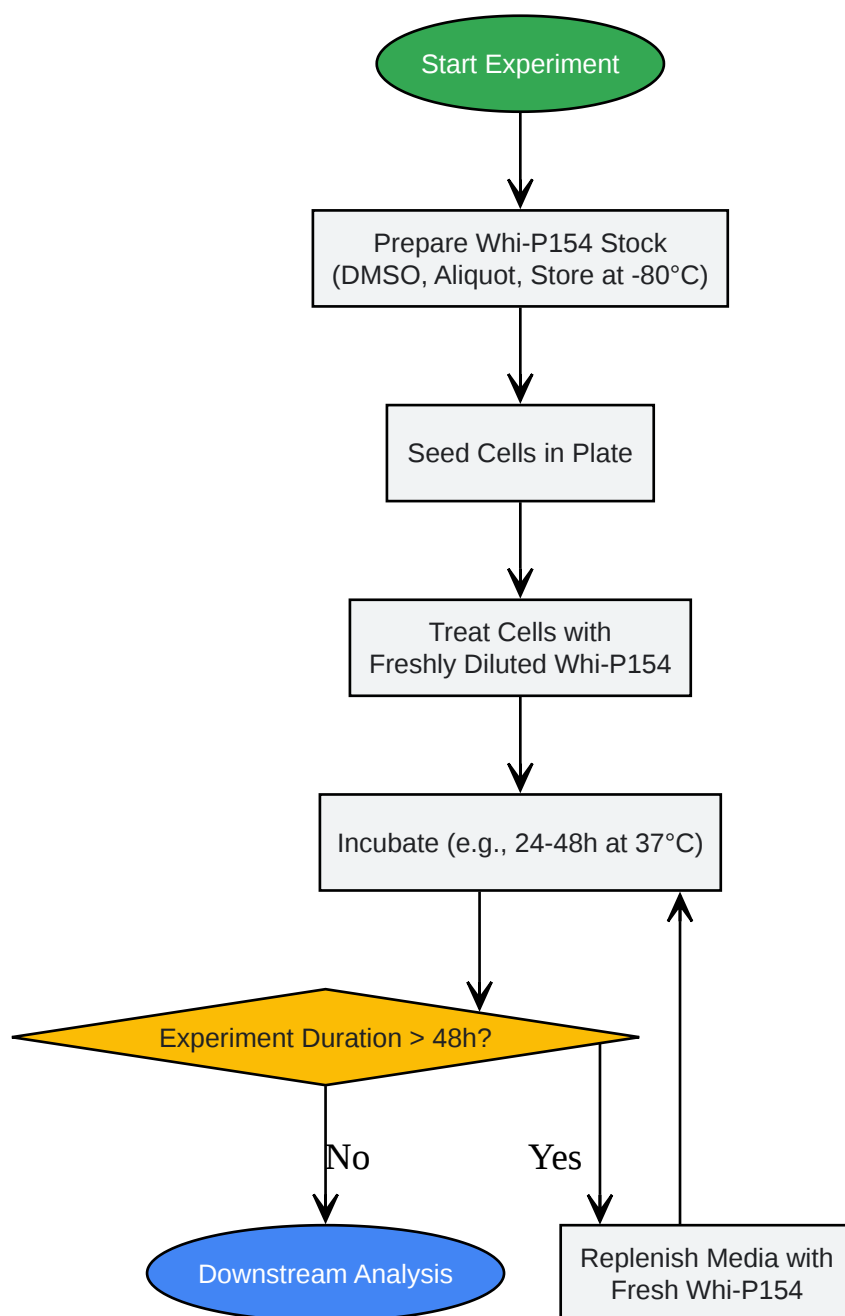 Start Experiment
Prepare Whi-P154 Stock
(DMSO, Aliquot, Store at -80°C)
Seed Cells in Plate
Treat Cells with
Freshly Diluted Whi-P154
Incubate (e.g., 24-48h at 37°C)
Experiment Duration > 48h?
No
Yes
Downstream Analysis
Replenish Media with
Fresh Whi-P154